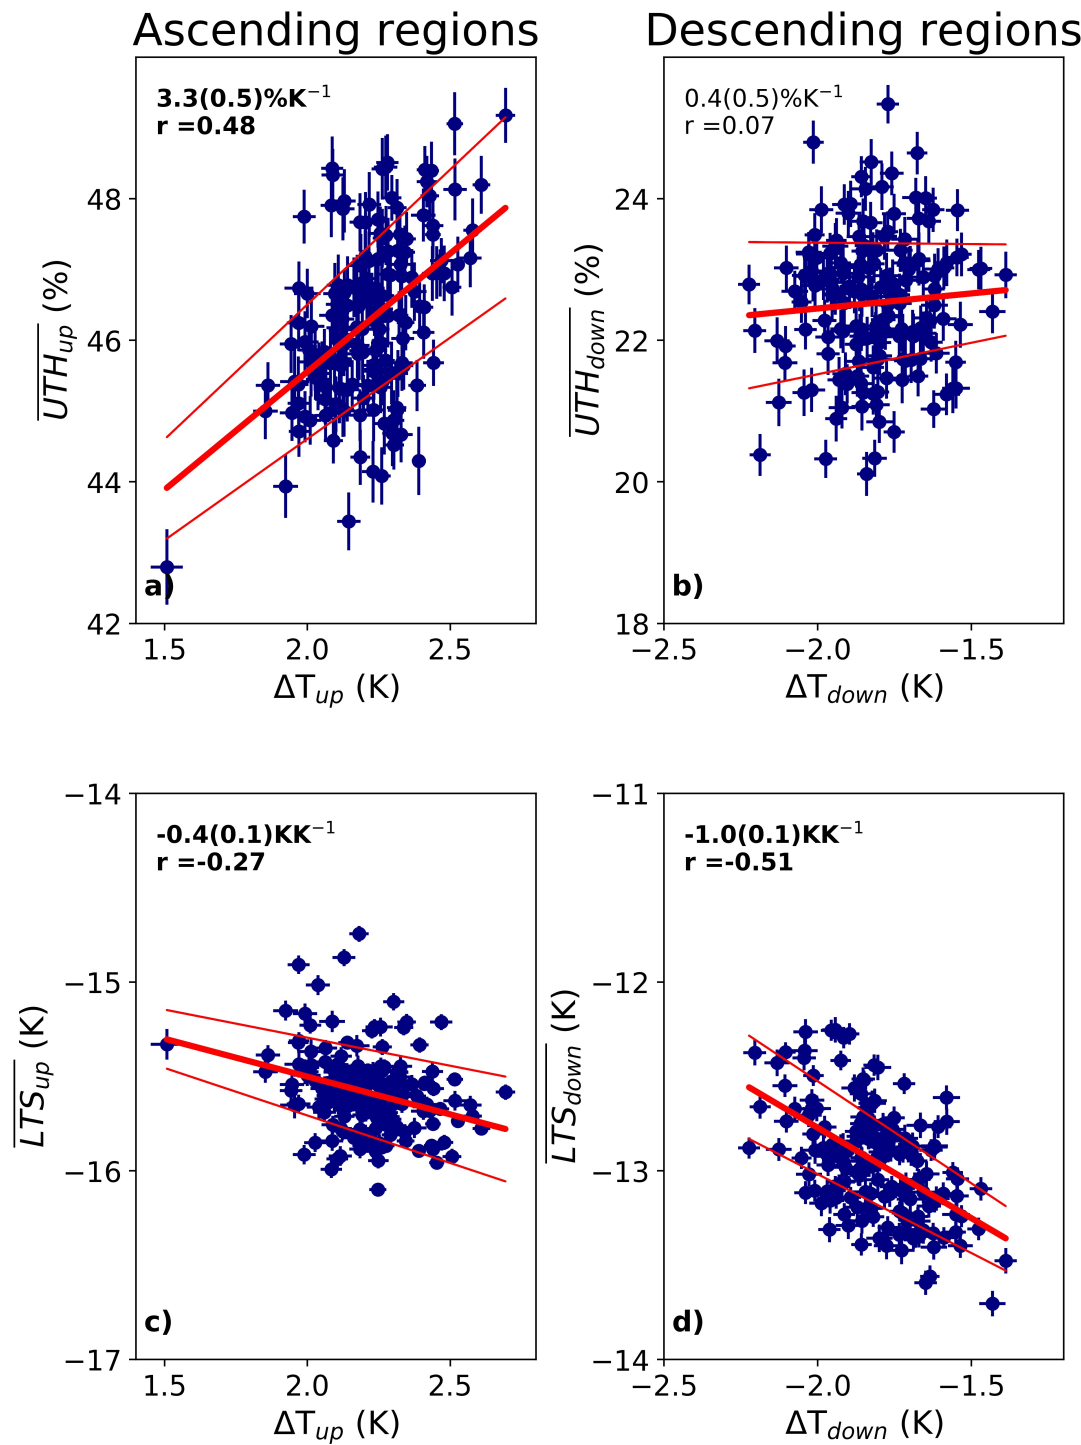 Ascending regions
Descending regions
3.3(0.5)%K⁻¹
r =0.48
48
46
44
42
1.5
2.0
2.5
UTH_up (%)
ΔT_up (K)
a)
0.4(0.5)%K⁻¹
r =0.07
24
22
20
18
−2.5
−2.0
−1.5
UTH_down (%)
ΔT_down (K)
b)
-0.4(0.1)KK⁻¹
r =-0.27
−14
−15
−16
−17
1.5
2.0
2.5
LTS_up (K)
ΔT_up (K)
c)
-1.0(0.1)KK⁻¹
r =-0.51
−11
−12
−13
−14
−2.5
−2.0
−1.5
LTS_down (K)
ΔT_down (K)
d)